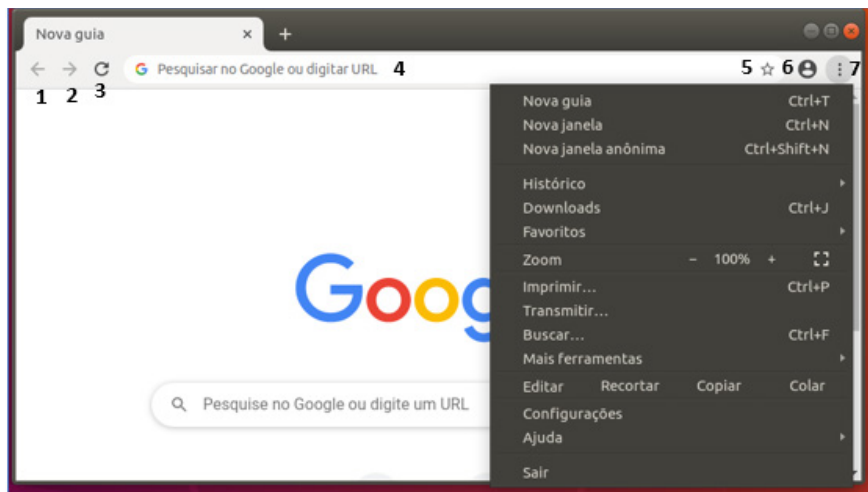 Nova guia
Pesquisar no Google ou digitar URL 4 5 6 7
1 2 3
Nova guia Ctrl+T
Nova janela Ctrl+N
Nova janela anônima Ctrl+Shift+N
Histórico
Downloads Ctrl+J
Favoritos
Zoom - 100% +
Imprimir... Ctrl+P
Transmitir...
Buscar... Ctrl+F
Mais ferramentas
Editar Recortar Copiar Colar
Configurações
Ajuda
Sair
Goog
Pesquise no Google ou digite um URL